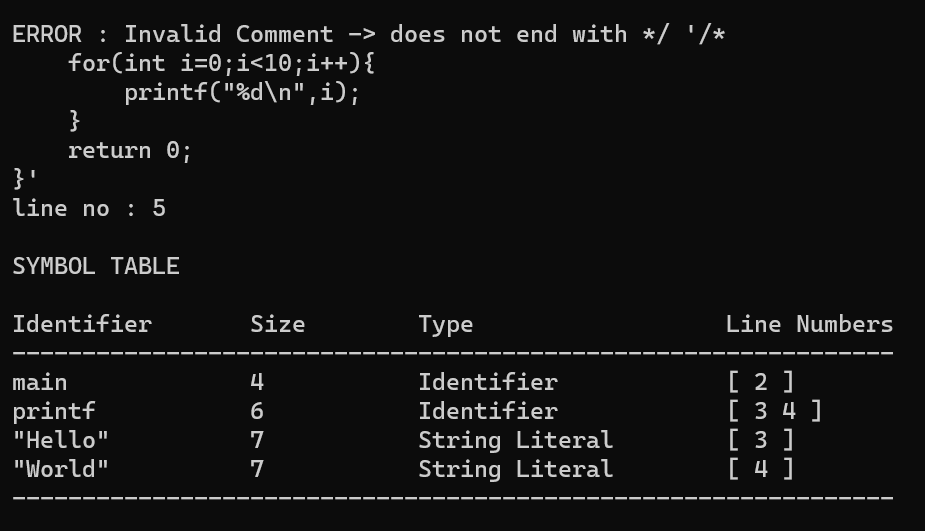 ERROR : Invalid Comment -> does not end with */ '/*
    for(int i=0;i<10;i++){
        printf("%d\n",i);
    }
    return 0;
}'
line no : 5
SYMBOL TABLE
Identifier       Size        Type                  Line Numbers
---------------------------------------------------------------
main             4           Identifier            [ 2 ]
printf           6           Identifier            [ 3 4 ]
"Hello"          7           String Literal        [ 3 ]
"World"          7           String Literal        [ 4 ]
---------------------------------------------------------------